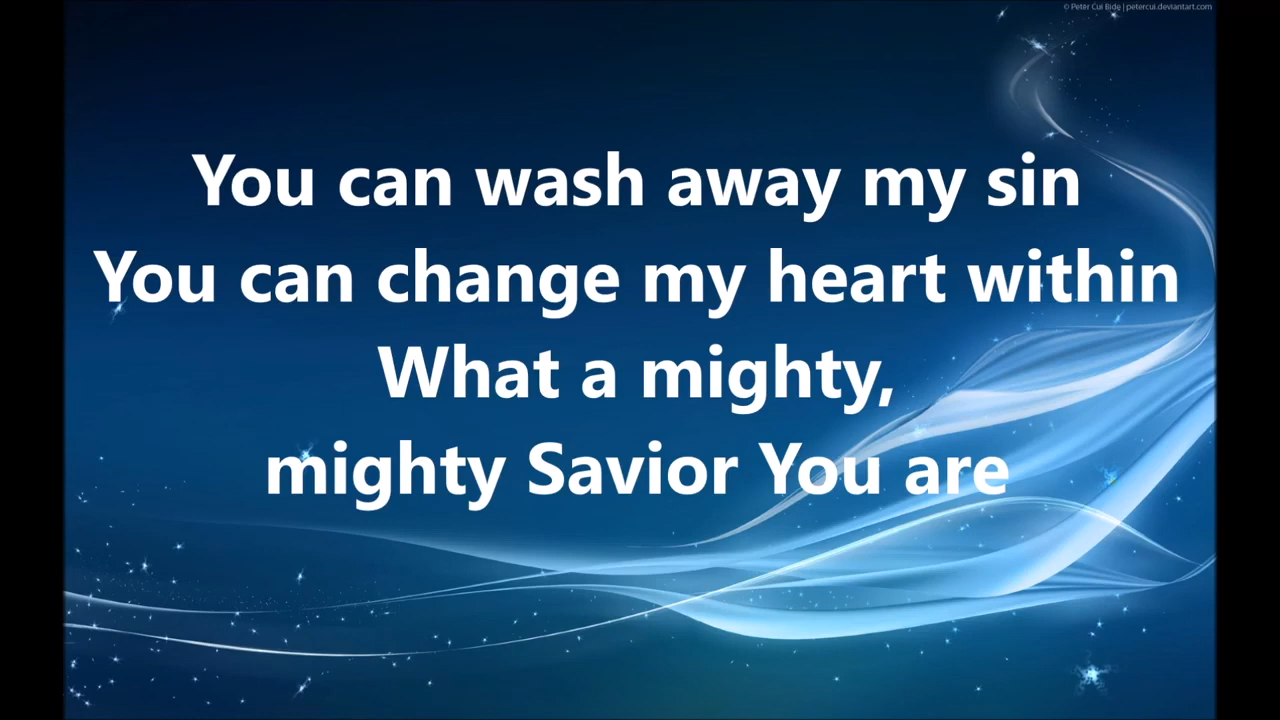 © Peter Cui Bide | petercui.deviantart.com
You can wash away my sin
You can change my heart within
What a mighty,
mighty Savior You are